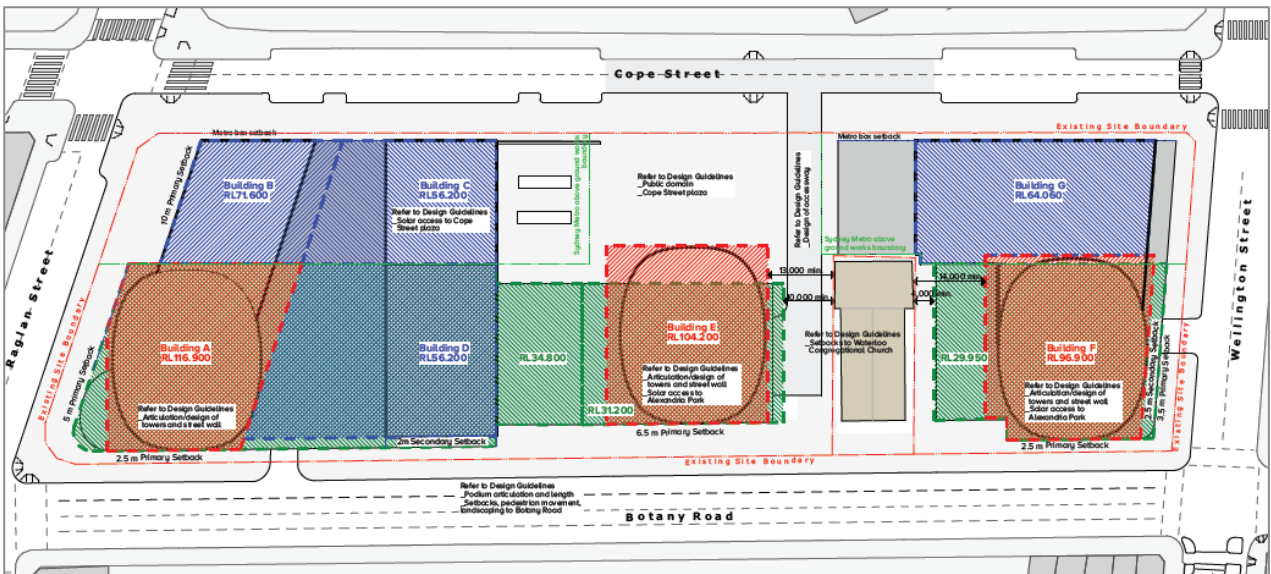 Cope Street
Existing Site Boundary
Metro box setback
Metro box setback
10 m Primary Setback
Building B
RL71.600
Building C
RL56.200
Refer to Design Guidelines
_Solar access to Cope
Street plaza
Sydney Metro above ground works
boundary
Refer to Design Guidelines
_Public domain
_Cope Street plaza
Refer to Design Guidelines
_Design of accessway
Sydney Metro above
ground works boundary
Building G
RL64.060
Raglan Street
Existing Site Boundary
5 m Primary Setback
Building A
RL116.900
Refer to Design Guidelines
_Articulation/design of
towers and street wall
2.5 m Primary Setback
Building D
RL56.200
2m Secondary Setback
RL34.800
RL31.200
Building E
RL104.200
Refer to Design Guidelines
_Articulation/design of
towers and street wall
_Solar access to
Alexandria Park
6.5 m Primary Setback
13,000 min.
10,000 min.
14,000 min.
4,000 min.
Refer to Design Guidelines
_Setbacks to Waterloo
Congregational Church
RL29.950
Building F
RL96.900
Refer to Design Guidelines
_Articulation/design of
towers and street wall
_Solar access to
Alexandria Park
2.5 m Primary Setback
2.5 m Secondary Setback
3.5 m Primary Setback
Existing Site Boundary
Wellington Street
Existing Site Boundary
Refer to Design Guidelines
_Podium articulation and length
_Setbacks, pedestrian movement,
landscaping to Botany Road
Botany Road